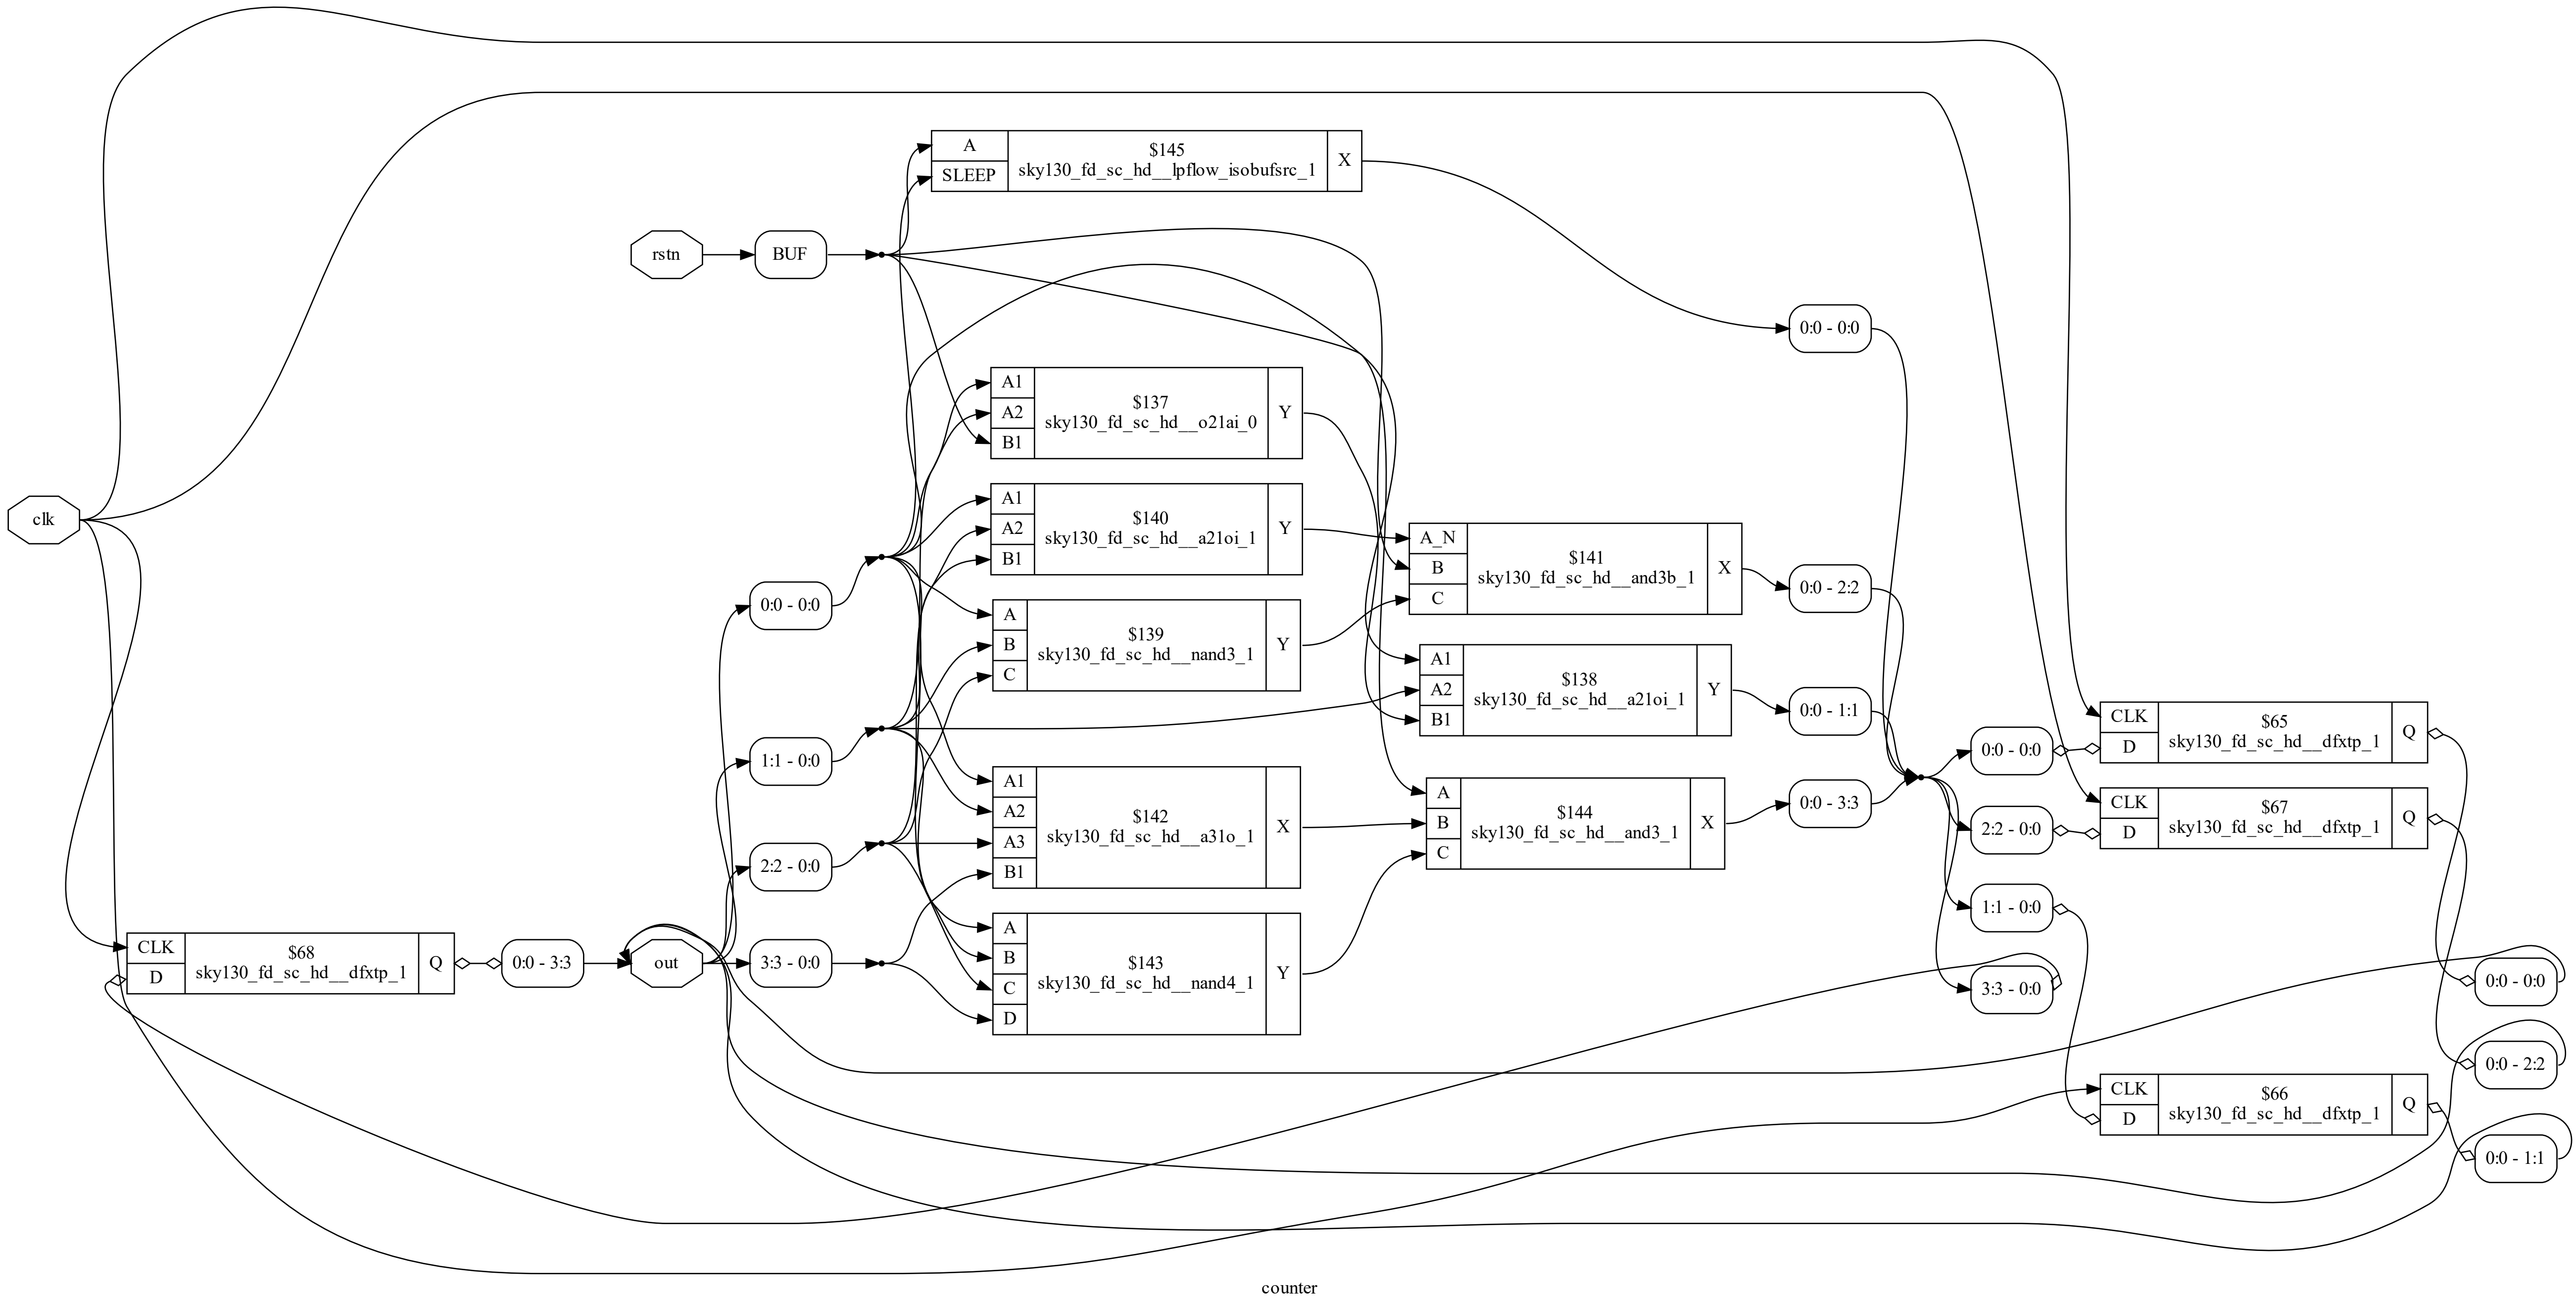 A
SLEEP
$145
sky130_fd_sc_hd__lpflow_isobufsrc_1
X
rstn
BUF
0:0 - 0:0
A1
A2
B1
$137
sky130_fd_sc_hd__o21ai_0
Y
clk
A1
A2
B1
$140
sky130_fd_sc_hd__a21oi_1
Y
A_N
B
C
$141
sky130_fd_sc_hd__and3b_1
X
0:0 - 2:2
0:0 - 0:0
A
B
C
$139
sky130_fd_sc_hd__nand3_1
Y
A1
A2
B1
$138
sky130_fd_sc_hd__a21oi_1
Y
0:0 - 1:1
1:1 - 0:0
A1
A2
A3
B1
$142
sky130_fd_sc_hd__a31o_1
X
A
B
C
$144
sky130_fd_sc_hd__and3_1
X
0:0 - 3:3
0:0 - 0:0
CLK
D
$65
sky130_fd_sc_hd__dfxtp_1
Q
2:2 - 0:0
2:2 - 0:0
CLK
D
$67
sky130_fd_sc_hd__dfxtp_1
Q
1:1 - 0:0
CLK
D
$68
sky130_fd_sc_hd__dfxtp_1
Q
0:0 - 3:3
out
3:3 - 0:0
A
B
C
D
$143
sky130_fd_sc_hd__nand4_1
Y
3:3 - 0:0
0:0 - 0:0
0:0 - 2:2
CLK
D
$66
sky130_fd_sc_hd__dfxtp_1
Q
0:0 - 1:1
counter